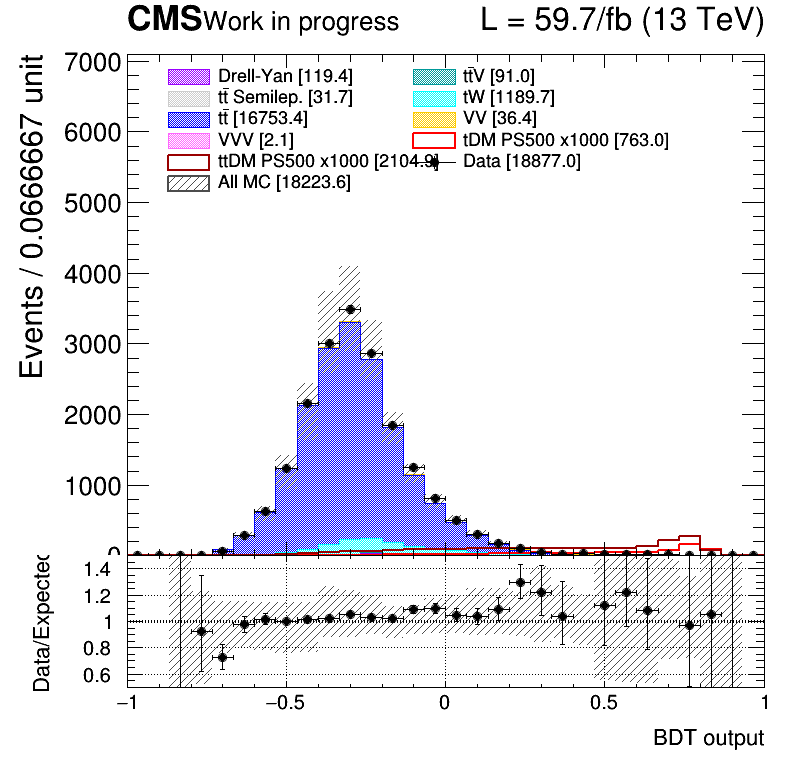 CMS Work in progress L = 59.7/fb (13 TeV)
Events / 0.0666667 unit
7000
6000
5000
4000
3000
2000
1000
0
Drell-Yan [119.4] tt̄V [91.0]
tt̄ Semilep. [31.7] tW [1189.7]
tt̄ [16753.4] VV [36.4]
VVV [2.1] tDM PS500 x1000 [763.0]
ttDM PS500 x1000 [2104.9] Data [18877.0]
All MC [18223.6]
Data/Expected
1.4
1.2
1
0.8
0.6
−1 −0.5 0 0.5 1
BDT output